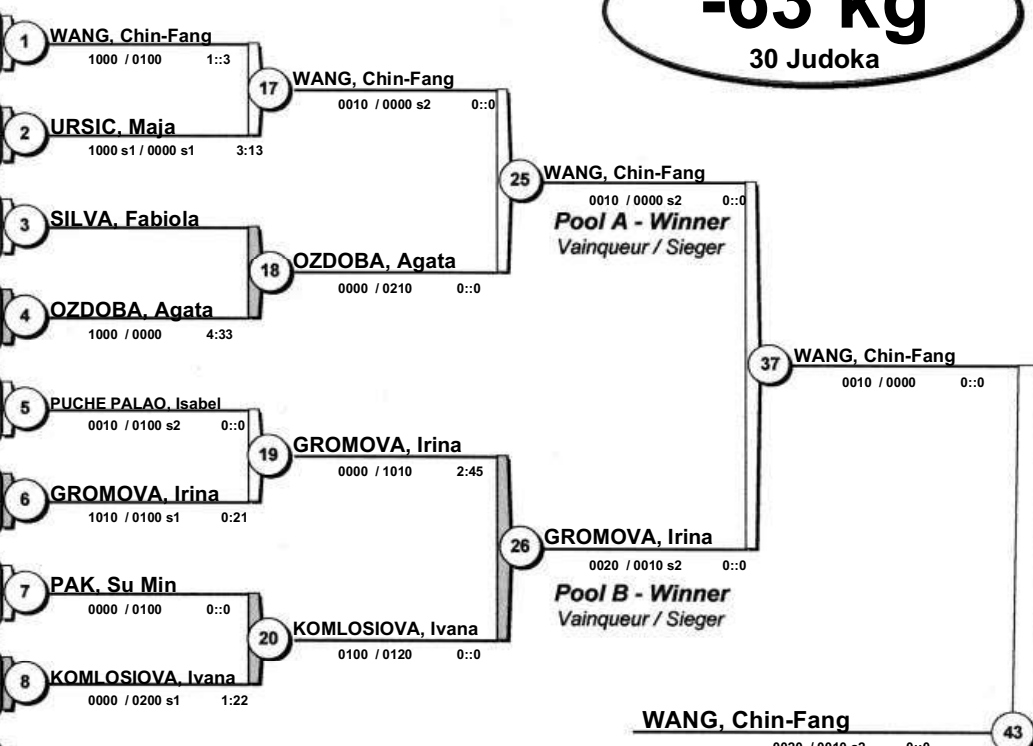 -63 kg
30 Judoka
1 WANG, Chin-Fang
1000 / 0100 1::3
17 WANG, Chin-Fang
0010 / 0000 s2 0::0
2 URSIC, Maja
1000 s1 / 0000 s1 3:13
25 WANG, Chin-Fang
0010 / 0000 s2 0::0
Pool A - Winner
Vainqueur / Sieger
3 SILVA, Fabiola
18 OZDOBA, Agata
0000 / 0210 0::0
4 OZDOBA, Agata
1000 / 0000 4:33
37 WANG, Chin-Fang
0010 / 0000 0::0
5 PUCHE PALAO, Isabel
0010 / 0100 s2 0::0
19 GROMOVA, Irina
0000 / 1010 2:45
6 GROMOVA, Irina
1010 / 0100 s1 0:21
26 GROMOVA, Irina
0020 / 0010 s2 0::0
Pool B - Winner
Vainqueur / Sieger
7 PAK, Su Min
0000 / 0100 0::0
20 KOMLOSIOVA, Ivana
0100 / 0120 0::0
8 KOMLOSIOVA, Ivana
0000 / 0200 s1 1:22
WANG, Chin-Fang
43